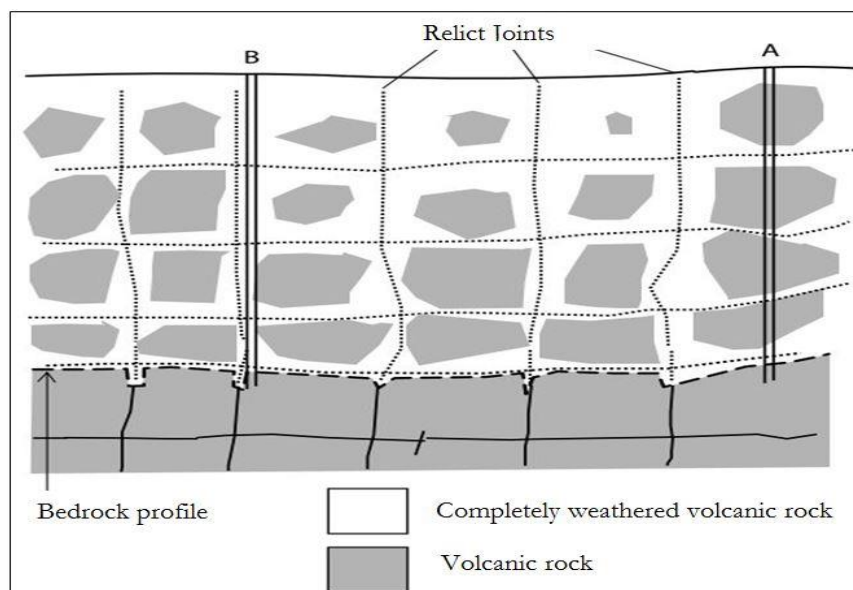 Relict Joints
B
A
Bedrock profile
Completely weathered volcanic rock
Volcanic rock